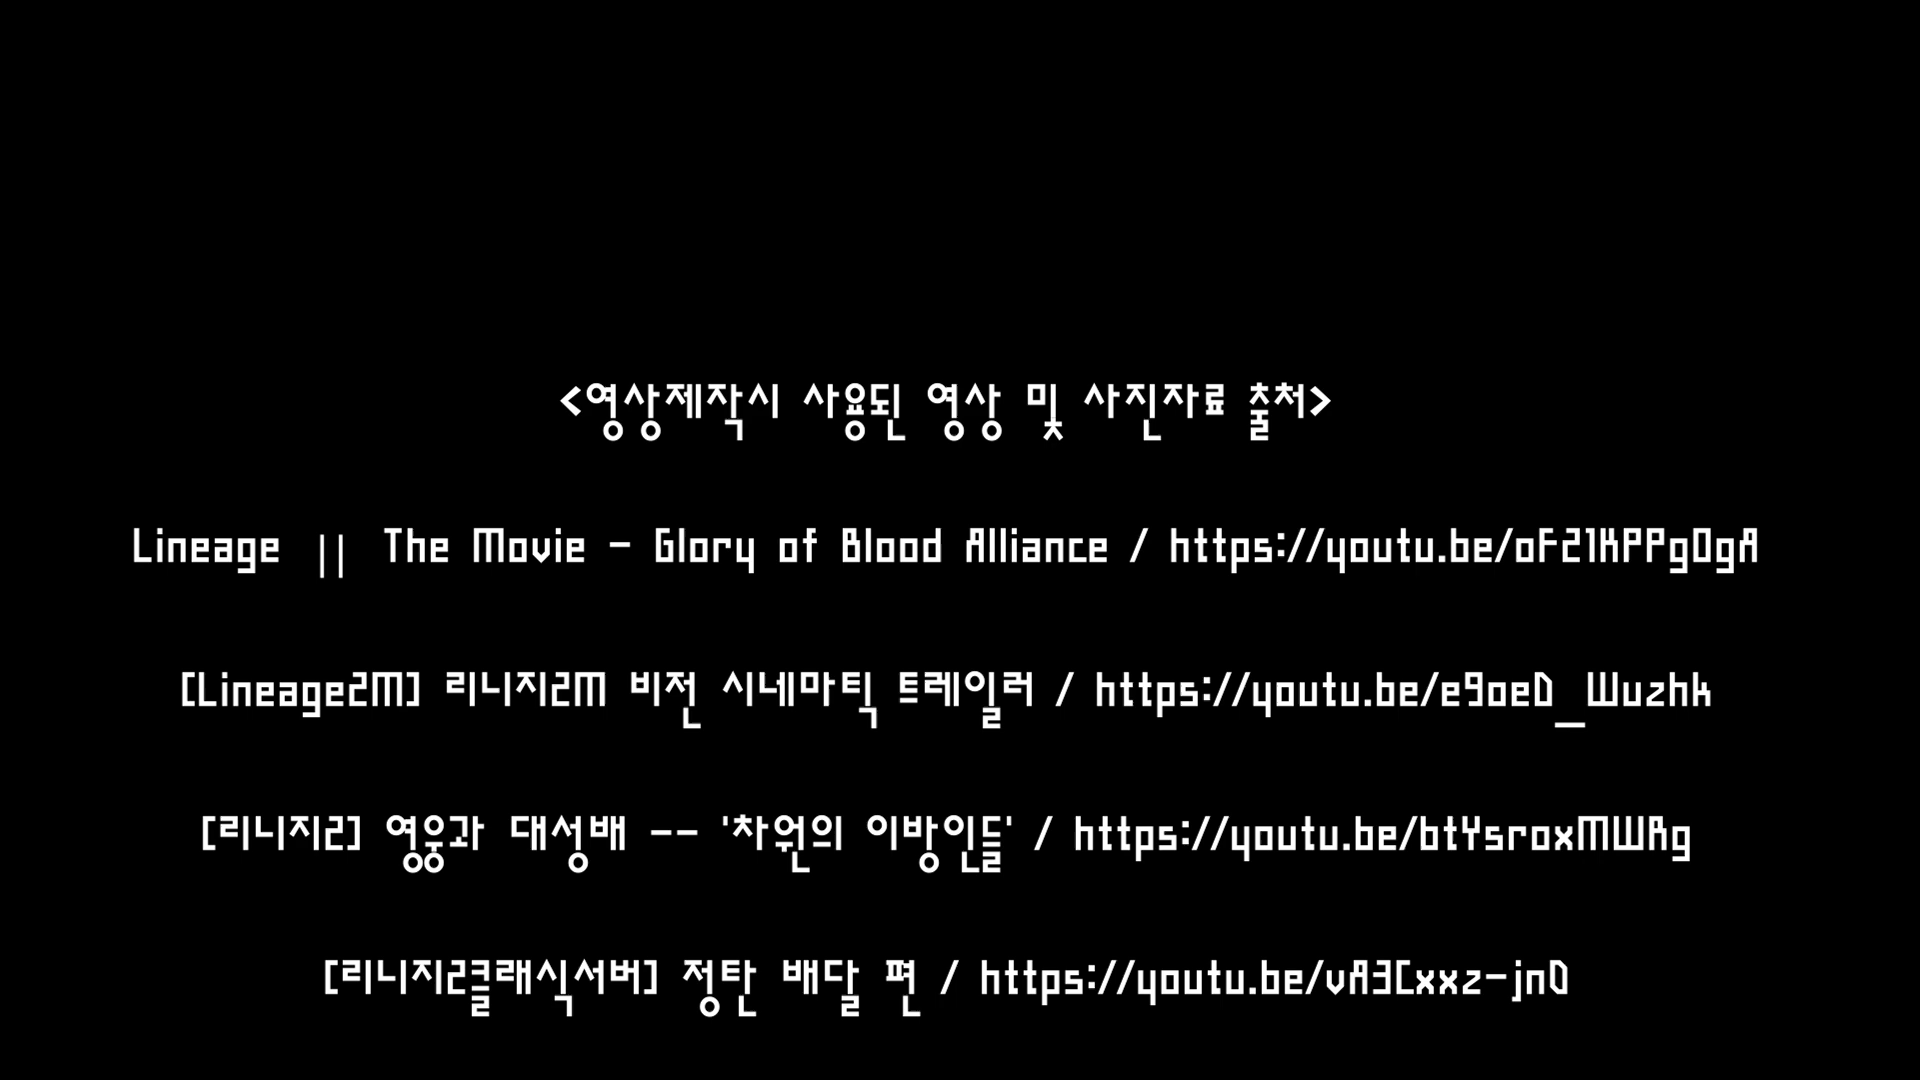 <영상제작시 사용된 영상 및 사진자료 출처>
Lineage || The Movie - Glory of Blood Alliance / https://youtu.be/oF21KPPgOgA
[Lineage2M] 리니지2M 비전 시네마틱 트레일러 / https://youtu.be/e9oeD_Wuzhk
[리니지2] 영웅과 대성배 -- '차원의 이방인들' / https://youtu.be/btYsroxMWRg
[리니지2클래식서버] 정탄 배달 편 / https://youtu.be/vA3Cxxz-jnD